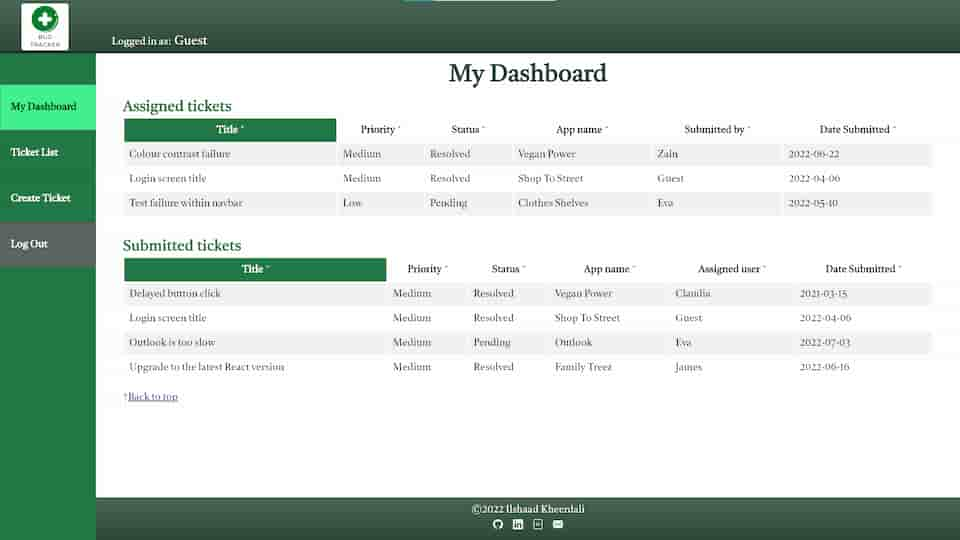 BUG
TRACKER
Logged in as: Guest
My Dashboard
Ticket List
Create Ticket
Log Out
My Dashboard
Assigned tickets
Title Priority Status App name Submitted by Date Submitted
Colour contrast failure Medium Resolved Vegan Power Zain 2022-06-22
Login screen title Medium Resolved Shop To Street Guest 2022-04-06
Test failure within navbar Low Pending Clothes Shelves Eva 2022-05-10
Submitted tickets
Title Priority Status App name Assigned user Date Submitted
Delayed button click Medium Resolved Vegan Power Claudia 2021-03-15
Login screen title Medium Resolved Shop To Street Guest 2022-04-06
Outlook is too slow Medium Pending Outlook Eva 2022-07-03
Upgrade to the latest React version Medium Resolved Family Treez James 2022-06-16
↑Back to top
©2022 Ilshaad Kheerdali